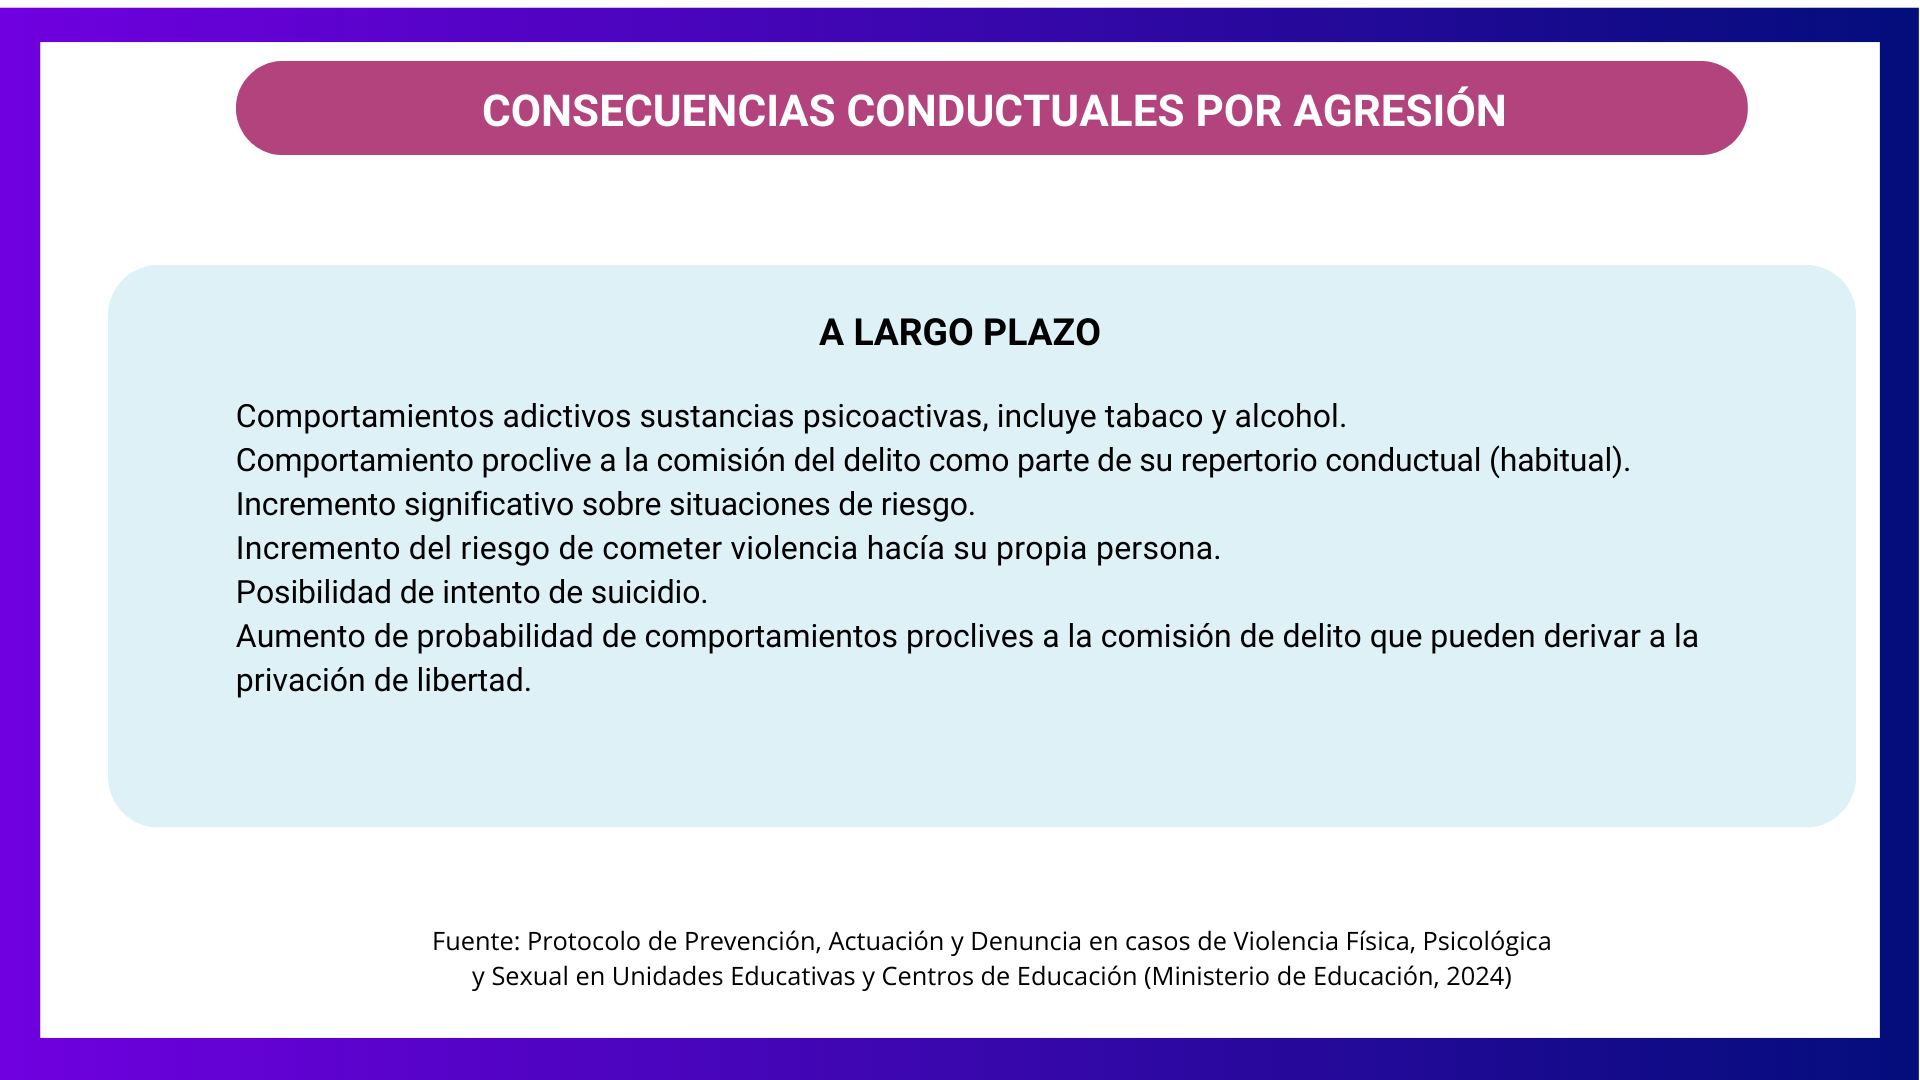 CONSECUENCIAS CONDUCTUALES POR AGRESIÓN
A LARGO PLAZO
Comportamientos adictivos sustancias psicoactivas, incluye tabaco y alcohol.
Comportamiento proclive a la comisión del delito como parte de su repertorio conductual (habitual).
Incremento significativo sobre situaciones de riesgo.
Incremento del riesgo de cometer violencia hacía su propia persona.
Posibilidad de intento de suicidio.
Aumento de probabilidad de comportamientos proclives a la comisión de delito que pueden derivar a la
privación de libertad.
Fuente: Protocolo de Prevención, Actuación y Denuncia en casos de Violencia Física, Psicológica
y Sexual en Unidades Educativas y Centros de Educación (Ministerio de Educación, 2024)